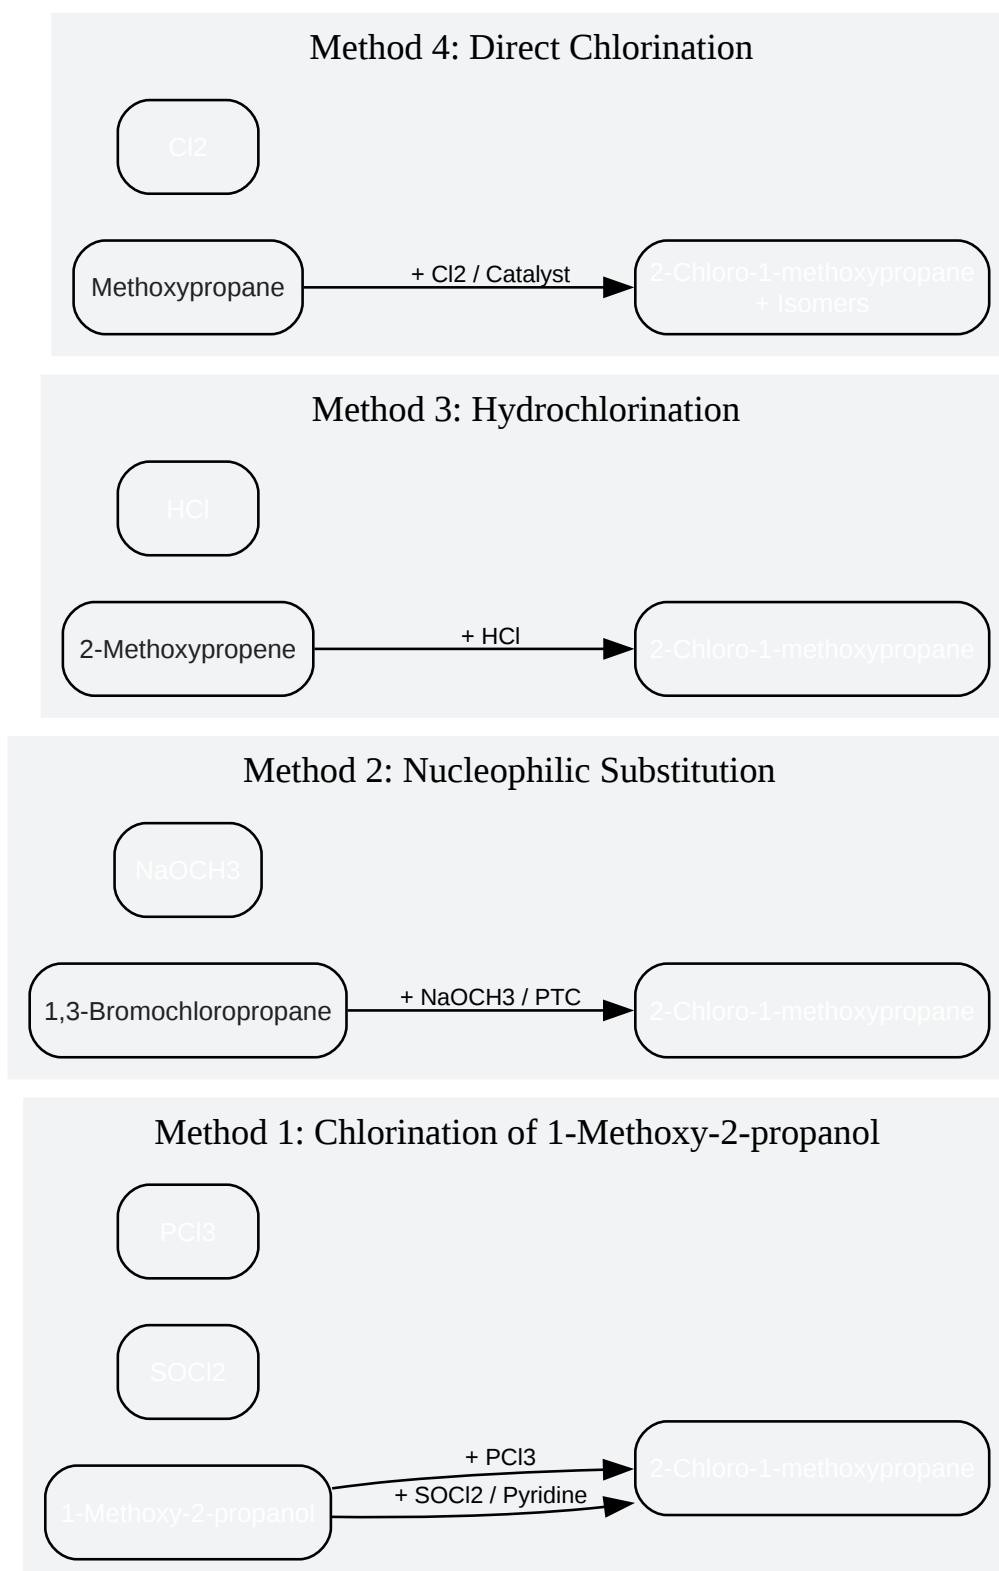 Method 4: Direct Chlorination
Cl2
Methoxypropane
+ Cl2 / Catalyst
2-Chloro-1-methoxypropane
+ Isomers
Method 3: Hydrochlorination
HCl
2-Methoxypropene
+ HCl
2-Chloro-1-methoxypropane
Method 2: Nucleophilic Substitution
NaOCH3
1,3-Bromochloropropane
+ NaOCH3 / PTC
2-Chloro-1-methoxypropane
Method 1: Chlorination of 1-Methoxy-2-propanol
PCl3
SOCl2
1-Methoxy-2-propanol
+ PCl3
+ SOCl2 / Pyridine
2-Chloro-1-methoxypropane